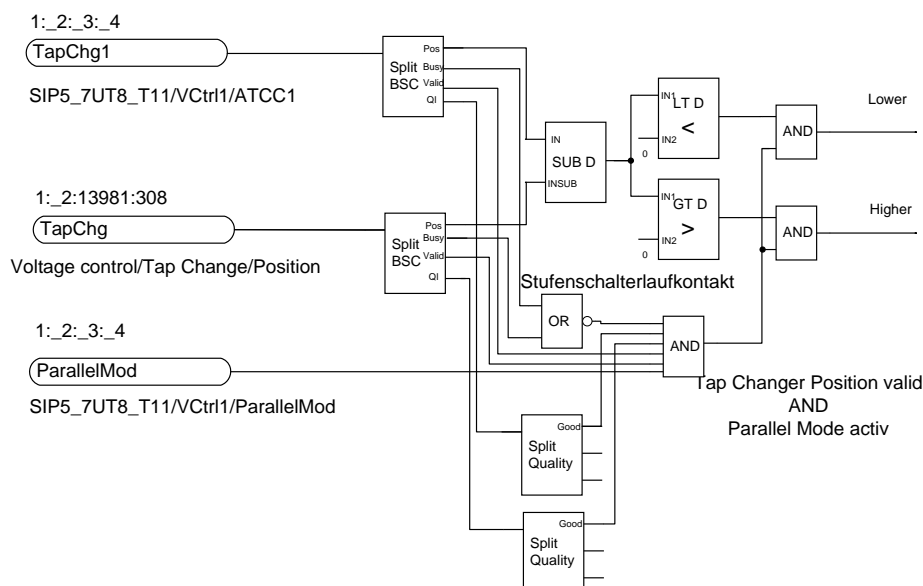 1:_2:_3:_4
TapChg1
SIP5_7UT8_T11/VCtrl1/ATCC1
Split
BSC
Pos
Busy
Valid
QI
1:_2:13981:308
TapChg
Voltage control/Tap Change/Position
Split
BSC
Pos
Busy
Valid
QI
1:_2:_3:_4
ParallelMod
SIP5_7UT8_T11/VCtrl1/ParallelMod
IN
SUB D
INSUB
IN1
LT D
<
IN2
0
IN1
GT D
>
IN2
0
AND
Lower
AND
Higher
Stufenschalterlaufkontakt
OR
AND
Tap Changer Position valid
AND
Parallel Mode activ
Good
Split
Quality
Good
Split
Quality